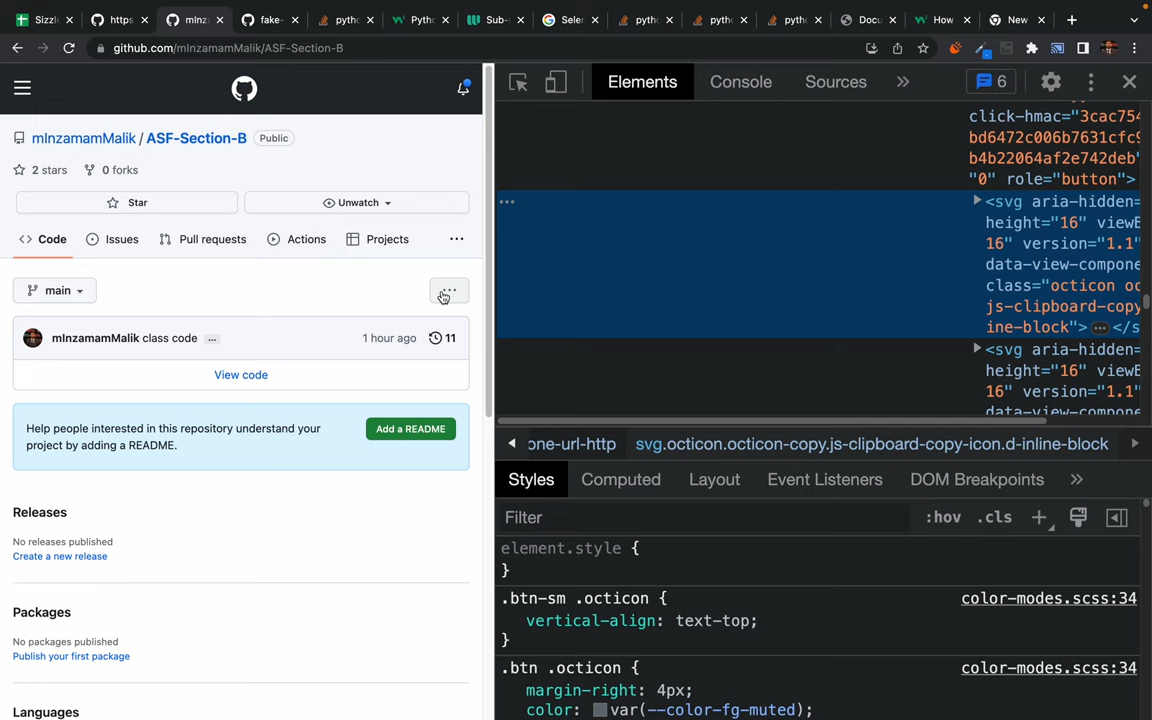 Sizzle
https
mInz
fake-
pytho
Pytho
Sub-
Seler
pytho
pytho
pytho
Docu
How
New
github.com/mInzamamMalik/ASF-Section-B
mInzamamMalik / ASF-Section-B Public
2 stars 0 forks
Star Unwatch
Code Issues Pull requests Actions Projects ...
main ...
mInzamamMalik class code ... 1 hour ago 11
View code
Help people interested in this repository understand your
project by adding a README.
Add a README
Releases
No releases published
Create a new release
Packages
No packages published
Publish your first package
Languages
Elements Console Sources » 6
click-hmac="3cac754
bd6472c006b7631cfc9
b4b22064af2e742deb"
"0" role="button">
...
<svg aria-hidden=
height="16" viewB
16" version="1.1"
data-view-compone
class="octicon oc
js-clipboard-copy
ine-block"> ... </s
<svg aria-hidden=
height="16" viewB
16" version="1.1"
data-view-compone
one-url-http svg.octicon.octicon-copy.js-clipboard-copy-icon.d-inline-block
Styles Computed Layout Event Listeners DOM Breakpoints »
Filter :hov .cls +
element.style {
}
.btn-sm .octicon { color-modes.scss:34
vertical-align: text-top;
}
.btn .octicon { color-modes.scss:34
margin-right: 4px;
color: var(--color-fg-muted);